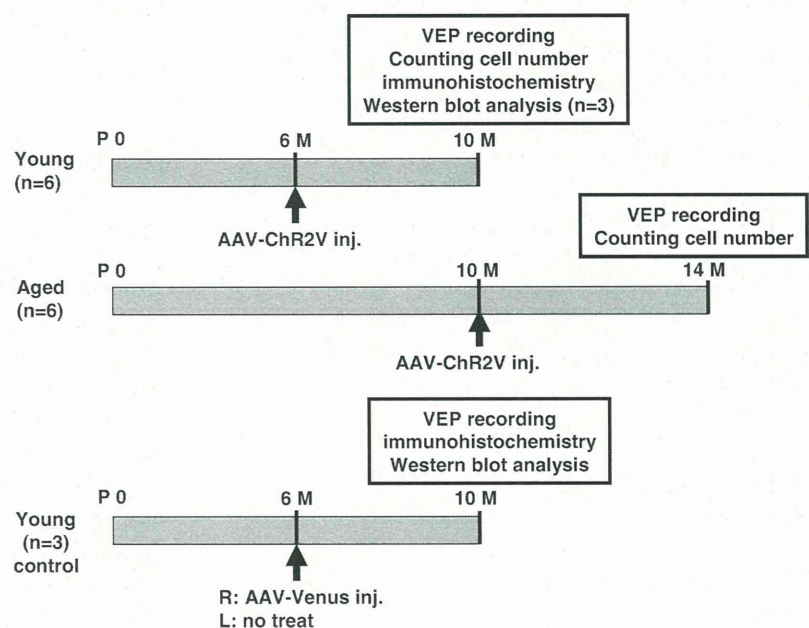 VEP recording
Counting cell number
immunohistochemistry
Western blot analysis (n=3)
P 0 6 M 10 M
Young
(n=6)
AAV-ChR2V inj.
VEP recording
Counting cell number
P 0 10 M 14 M
Aged
(n=6)
AAV-ChR2V inj.
VEP recording
immunohistochemistry
Western blot analysis
P 0 6 M 10 M
Young
(n=3)
control
R: AAV-Venus inj.
L: no treat